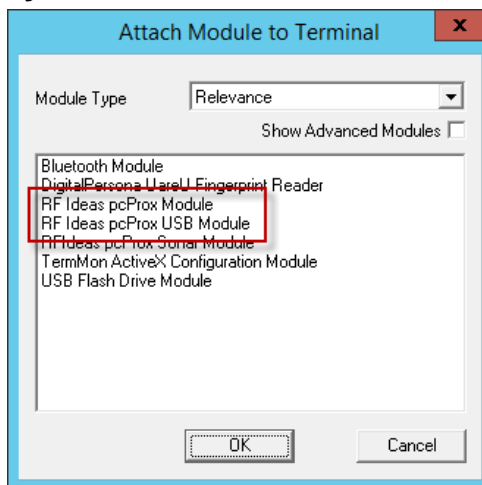 Attach Module to Terminal
x
Module Type
Relevance
Show Advanced Modules
Bluetooth Module
DigitalPersona UareU Fingerprint Reader
RF Ideas pcProx Module
RF Ideas pcProx USB Module
RFIdeas pcProx Sonar Module
TermMon ActiveX Configuration Module
USB Flash Drive Module
OK
Cancel